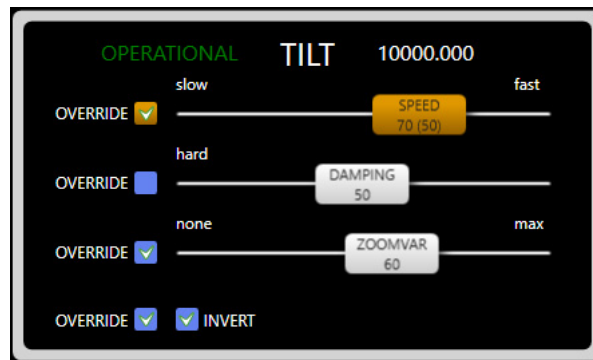 OPERATIONAL TILT 10000.000
slow fast
OVERRIDE SPEED
70 (50)
hard
OVERRIDE DAMPING
50
none max
OVERRIDE ZOOMVAR
60
OVERRIDE INVERT